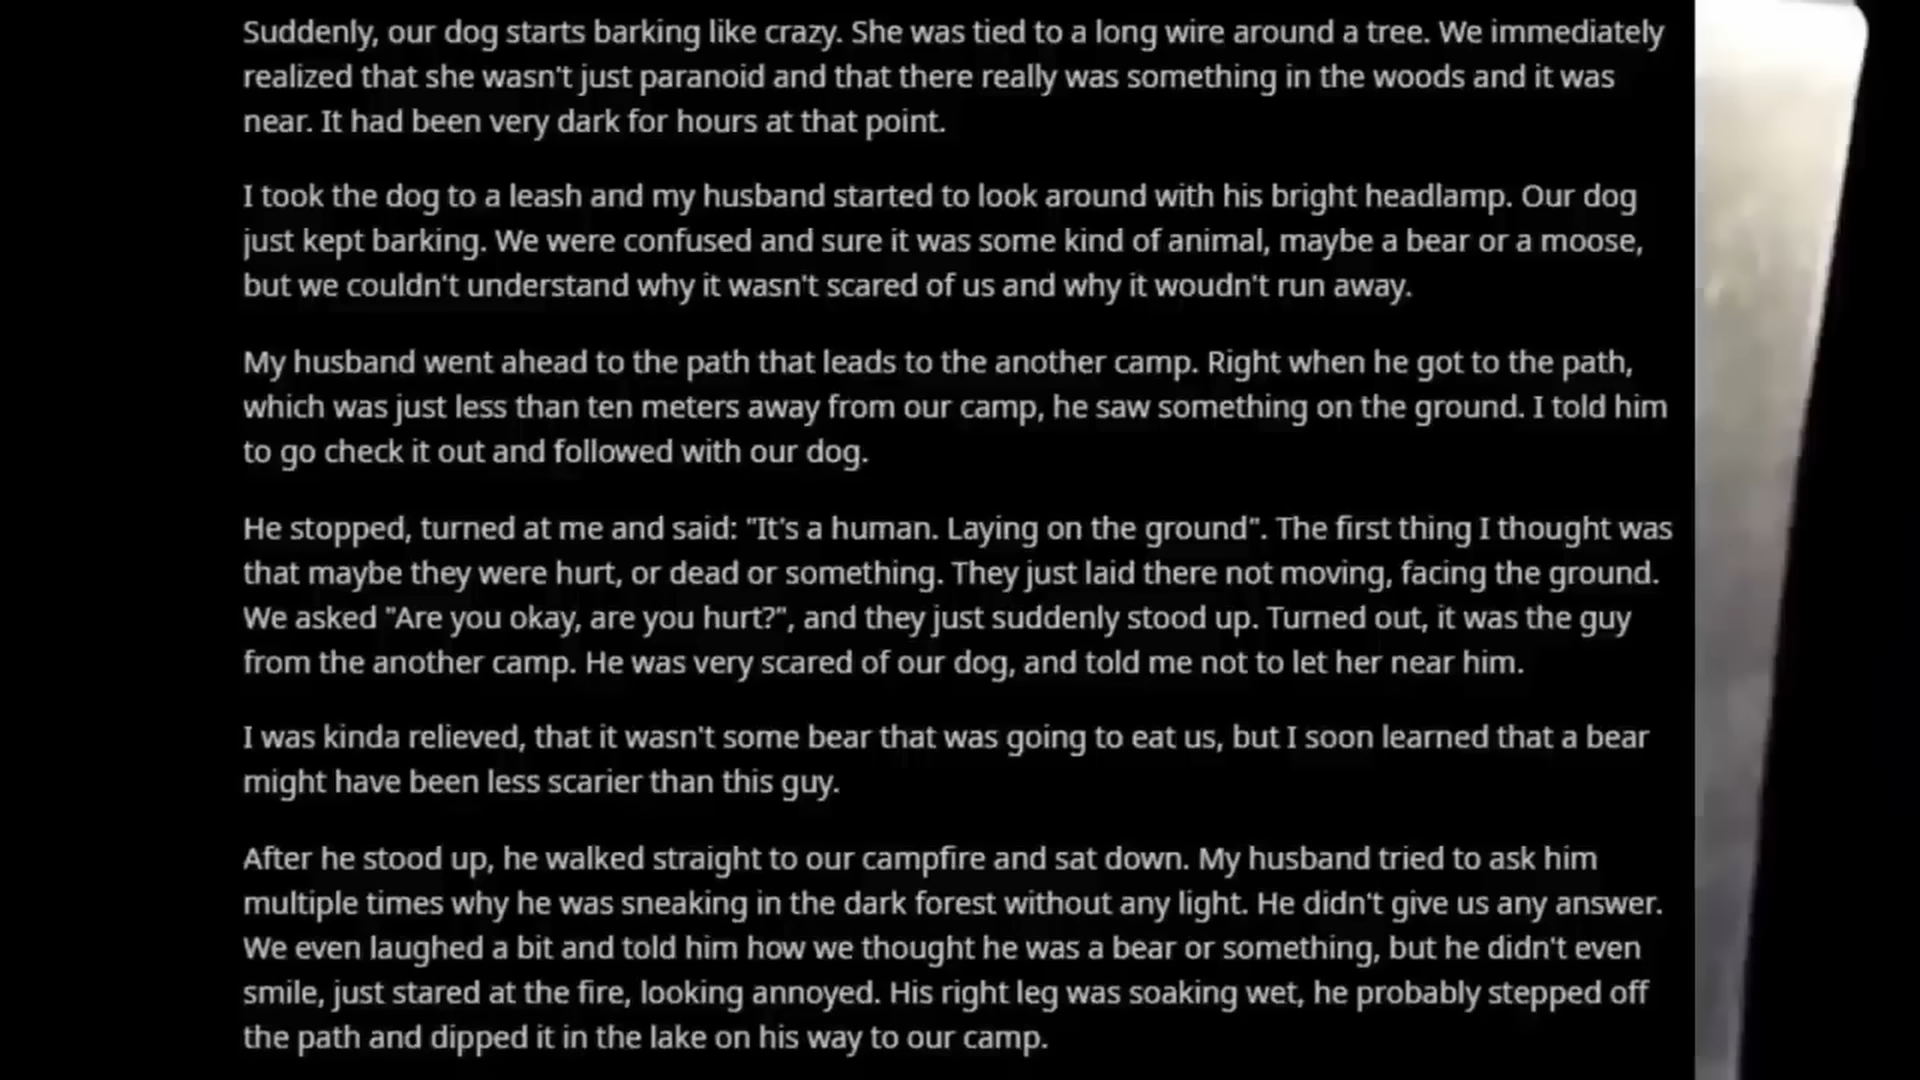 Suddenly, our dog starts barking like crazy. She was tied to a long wire around a tree. We immediately
realized that she wasn't just paranoid and that there really was something in the woods and it was
near. It had been very dark for hours at that point.
I took the dog to a leash and my husband started to look around with his bright headlamp. Our dog
just kept barking. We were confused and sure it was some kind of animal, maybe a bear or a moose,
but we couldn't understand why it wasn't scared of us and why it woudn't run away.
My husband went ahead to the path that leads to the another camp. Right when he got to the path,
which was just less than ten meters away from our camp, he saw something on the ground. I told him
to go check it out and followed with our dog.
He stopped, turned at me and said: "It's a human. Laying on the ground". The first thing I thought was
that maybe they were hurt, or dead or something. They just laid there not moving, facing the ground.
We asked "Are you okay, are you hurt?", and they just suddenly stood up. Turned out, it was the guy
from the another camp. He was very scared of our dog, and told me not to let her near him.
I was kinda relieved, that it wasn't some bear that was going to eat us, but I soon learned that a bear
might have been less scarier than this guy.
After he stood up, he walked straight to our campfire and sat down. My husband tried to ask him
multiple times why he was sneaking in the dark forest without any light. He didn't give us any answer.
We even laughed a bit and told him how we thought he was a bear or something, but he didn't even
smile, just stared at the fire, looking annoyed. His right leg was soaking wet, he probably stepped off
the path and dipped it in the lake on his way to our camp.